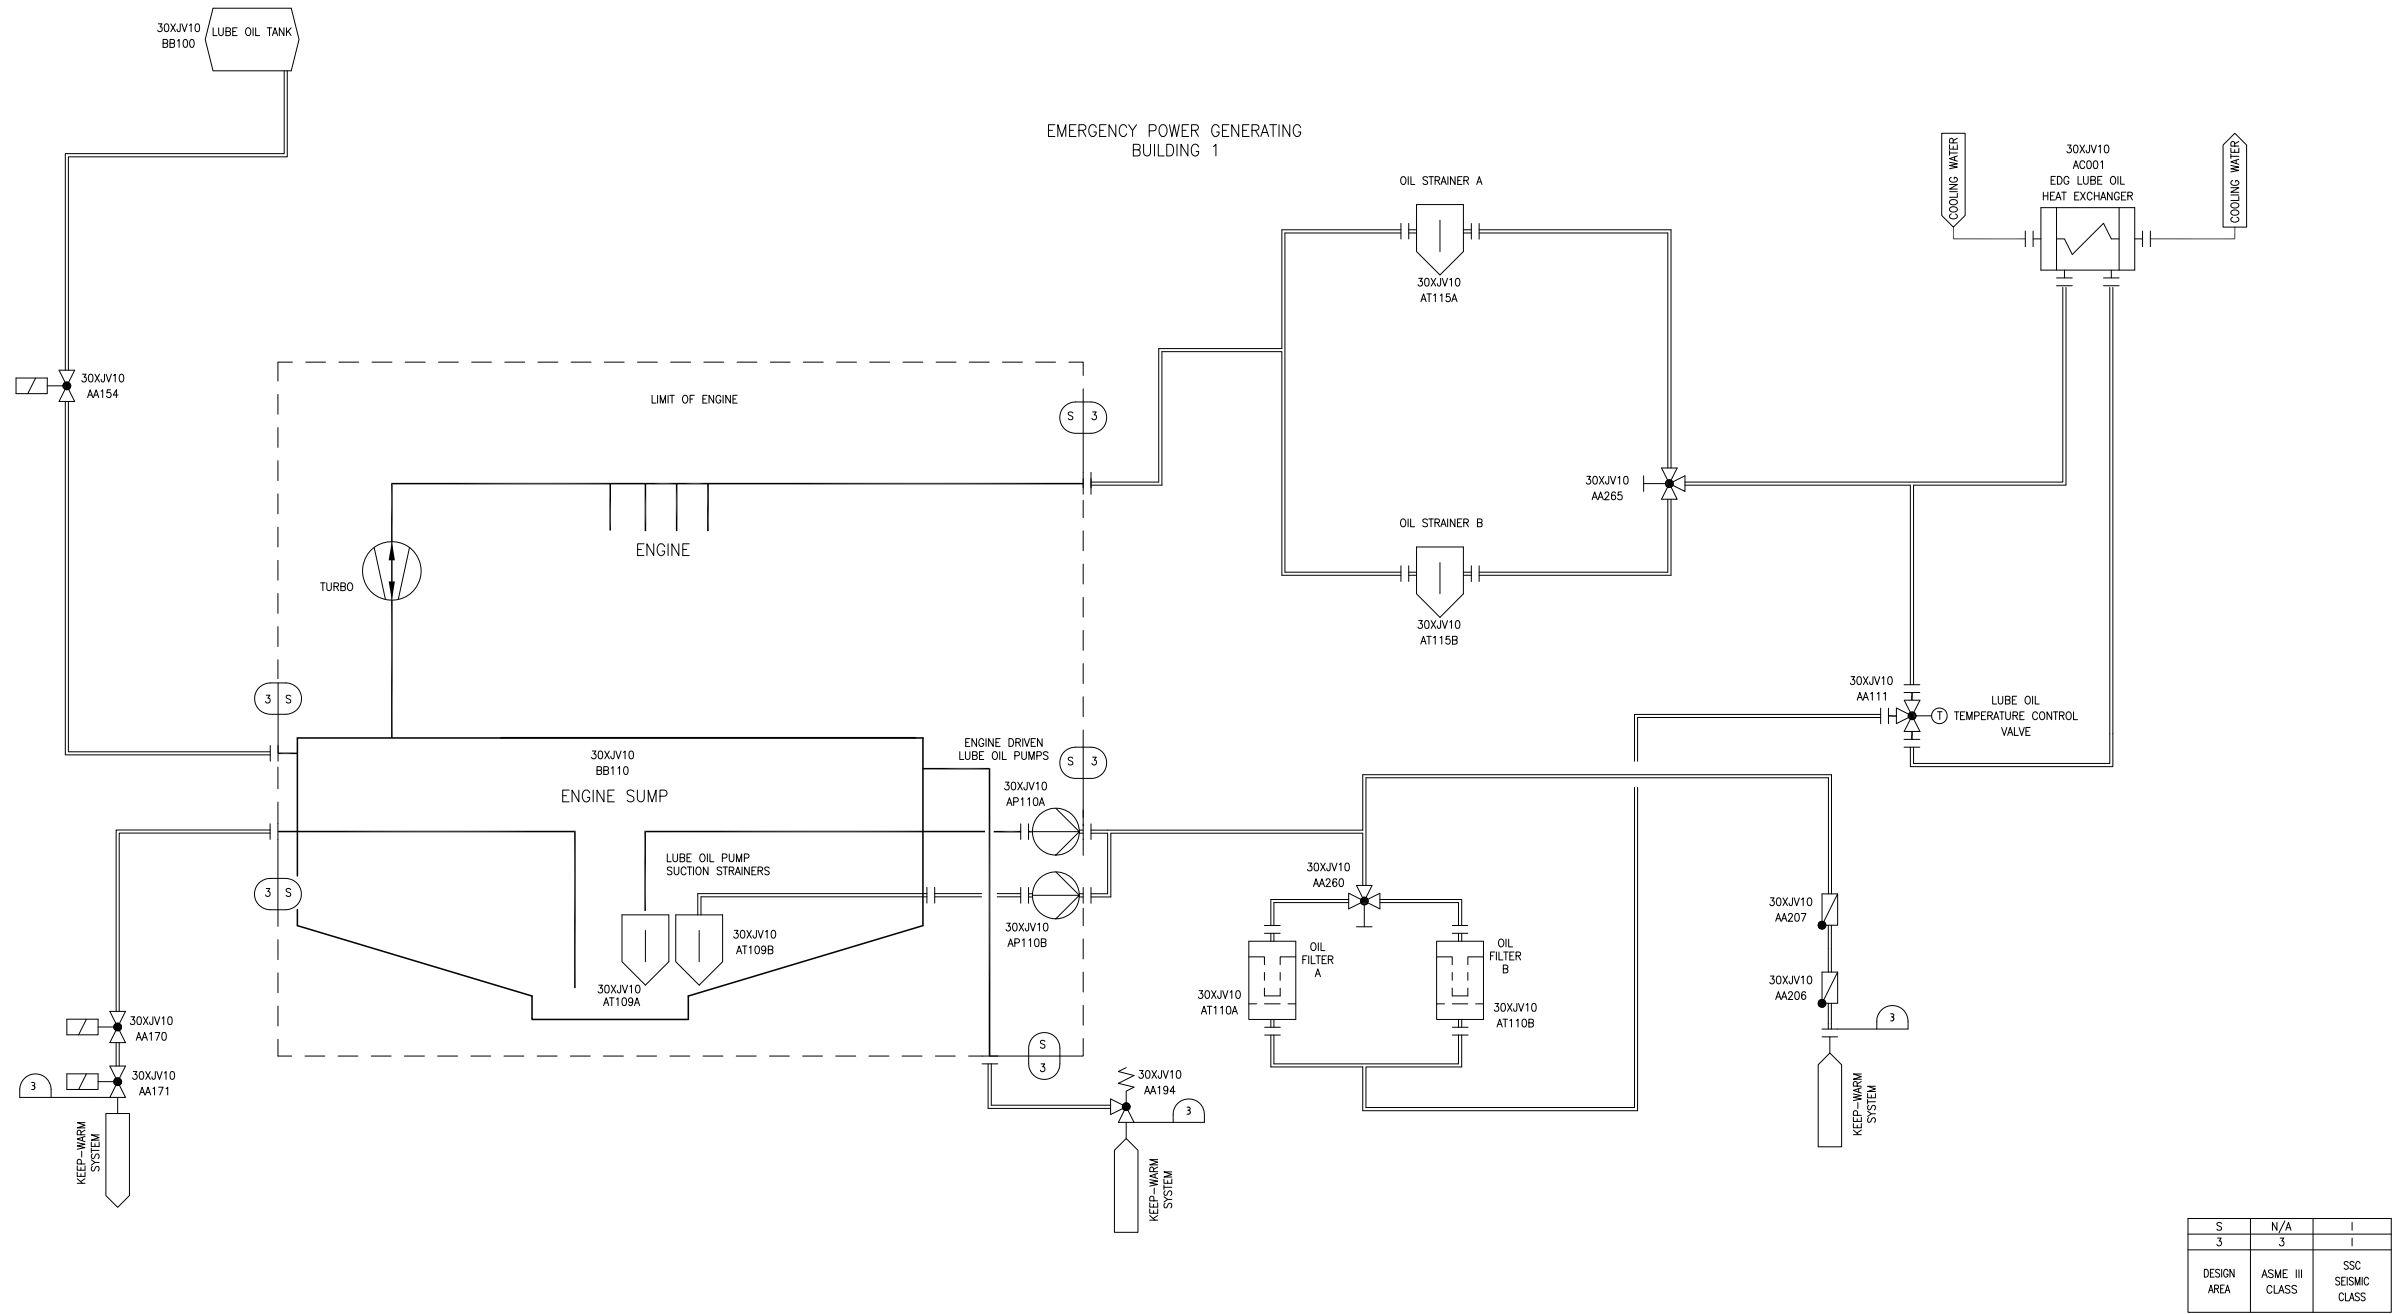 30XJV10
BB100
LUBE OIL TANK
EMERGENCY POWER GENERATING
BUILDING 1
COOLING WATER
30XJV10
AC001
EDG LUBE OIL
HEAT EXCHANGER
COOLING WATER
OIL STRAINER A
30XJV10
AT115A
30XJV10
AA154
LIMIT OF ENGINE
S 3
30XJV10
AA265
ENGINE
OIL STRAINER B
TURBO
30XJV10
AT115B
3 S
30XJV10
AA111
T
LUBE OIL
TEMPERATURE CONTROL
VALVE
30XJV10
BB110
ENGINE SUMP
ENGINE DRIVEN
LUBE OIL PUMPS
S 3
30XJV10
AP110A
LUBE OIL PUMP
SUCTION STRAINERS
30XJV10
AA260
3 S
30XJV10
AT109B
30XJV10
AP110B
30XJV10
AA207
OIL
FILTER
A
OIL
FILTER
B
30XJV10
AT109A
30XJV10
AT110A
30XJV10
AT110B
30XJV10
AA206
3
30XJV10
AA170
S
3
30XJV10
AA171
3
30XJV10
AA194
3
KEEP-WARM
SYSTEM
KEEP-WARM
SYSTEM
KEEP-WARM
SYSTEM
S N/A I
3 3 I
DESIGN
AREA
ASME III
CLASS
SSC
SEISMIC
CLASS